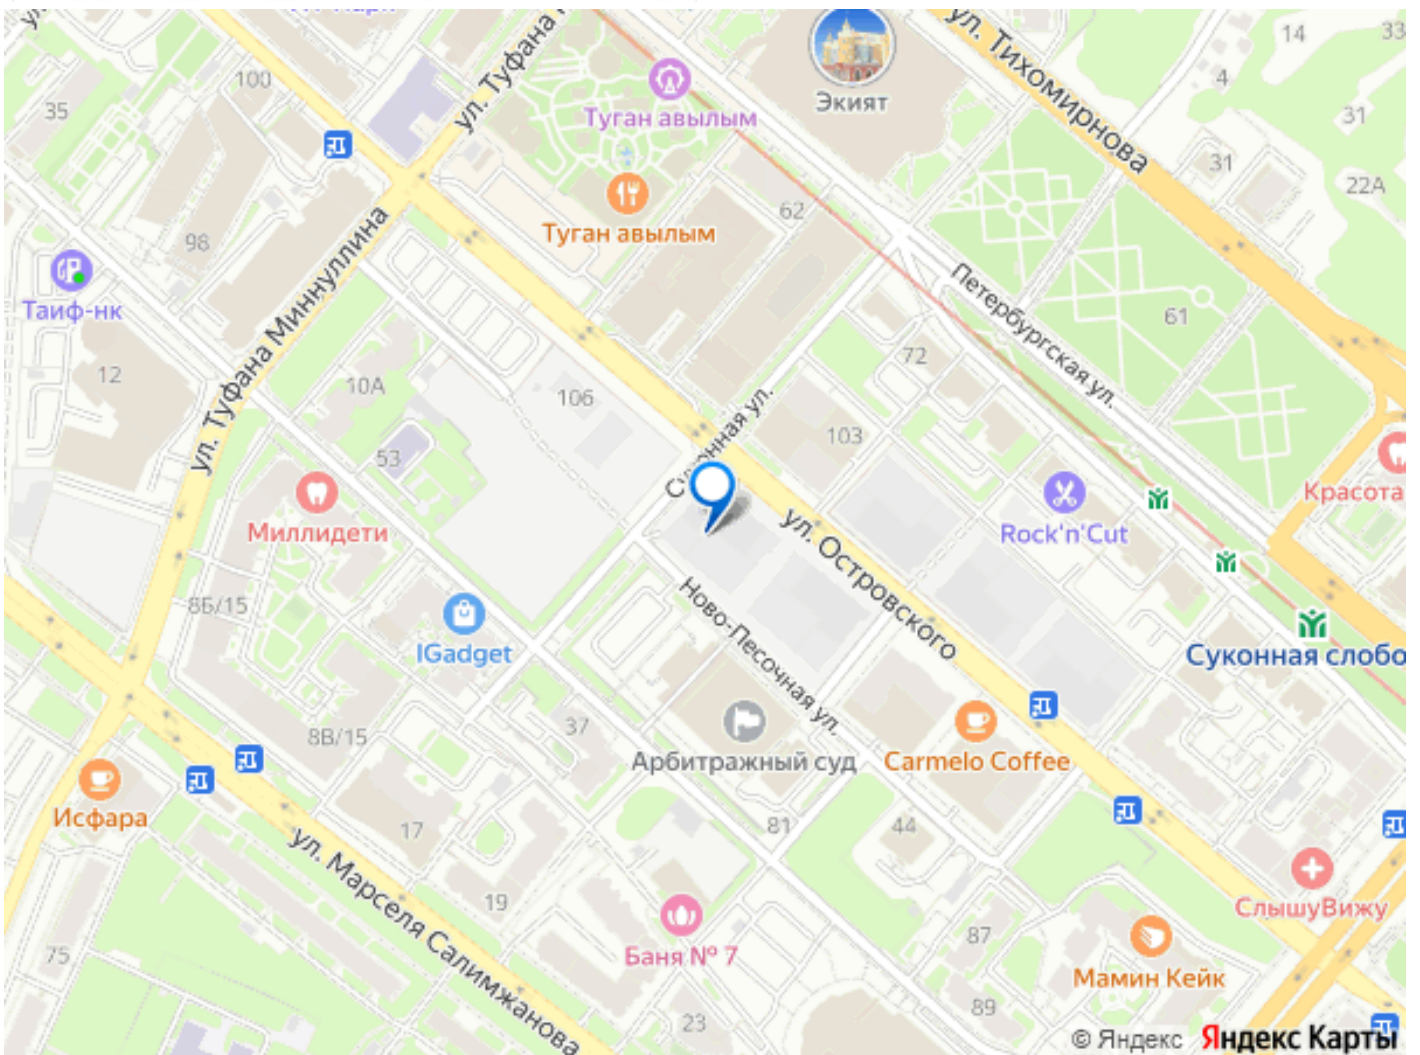 ул. Туфана
ул. Тихомирнова
14
33
4
100
35
Экият
Туган авылым
31
31
22А
98
62
Туган авылым
Петербургская ул.
Таиф-нк
ул. Туфана Миннуллина
61
72
12
10А
106
Суконная ул.
103
53
Красота
Миллидети
Rock'n'Cut
ул. Островского
8Б/15
Ново-Песочная ул.
IGadget
Суконная слобо
37
8В/15
Арбитражный суд
Carmelo Coffee
Исфара
17
81
44
ул. Марселя Салимжанова
19
СлышуВижу
Баня № 7
87
75
Мамин Кейк
89
23
© Яндекс Яндекс Карты